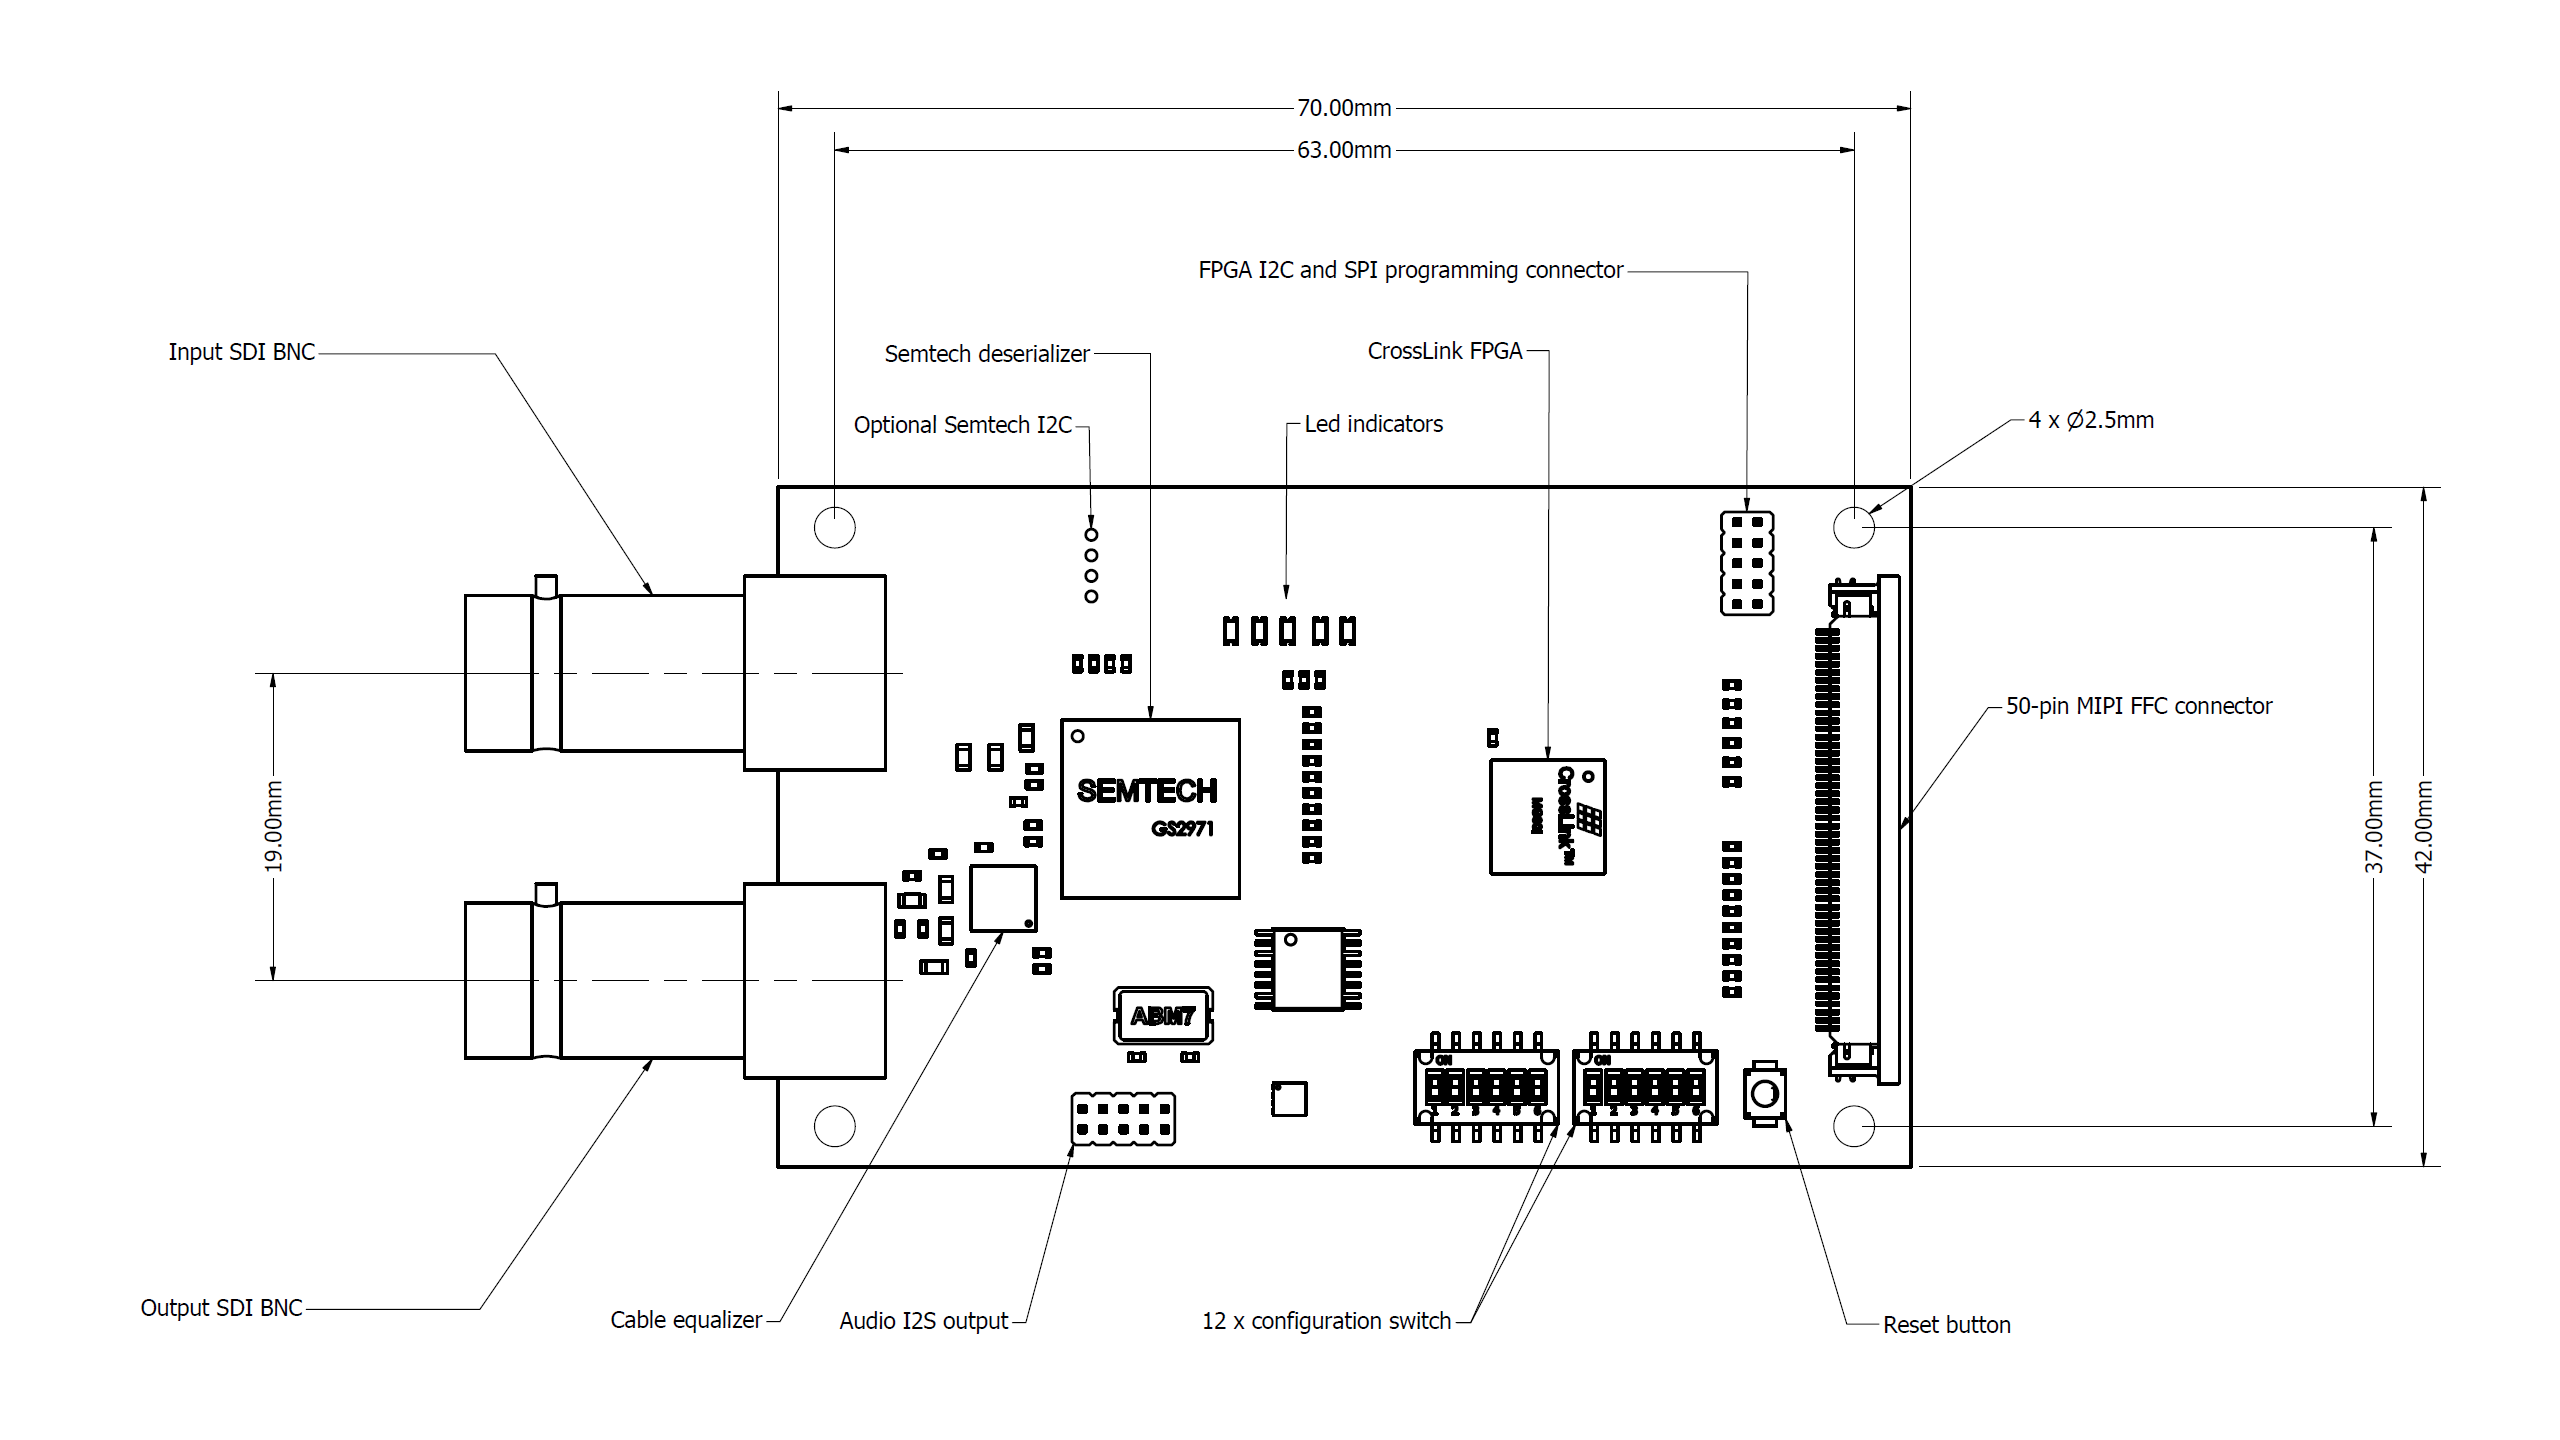 70.00mm
63.00mm
FPGA I2C and SPI programming connector
Input SDI BNC
Semtech deserializer
CrossLink FPGA
Optional Semtech I2C
Led indicators
4 x Ø2.5mm
50-pin MIPI FFC connector
SEMTECH
GS2971
CrossLink™
19.00mm
37.00mm
42.00mm
ABM7
ON
1 2 3 4 5 6
ON
1 2 3 4 5 6
Output SDI BNC
Cable equalizer
Audio I2S output
12 x configuration switch
Reset button